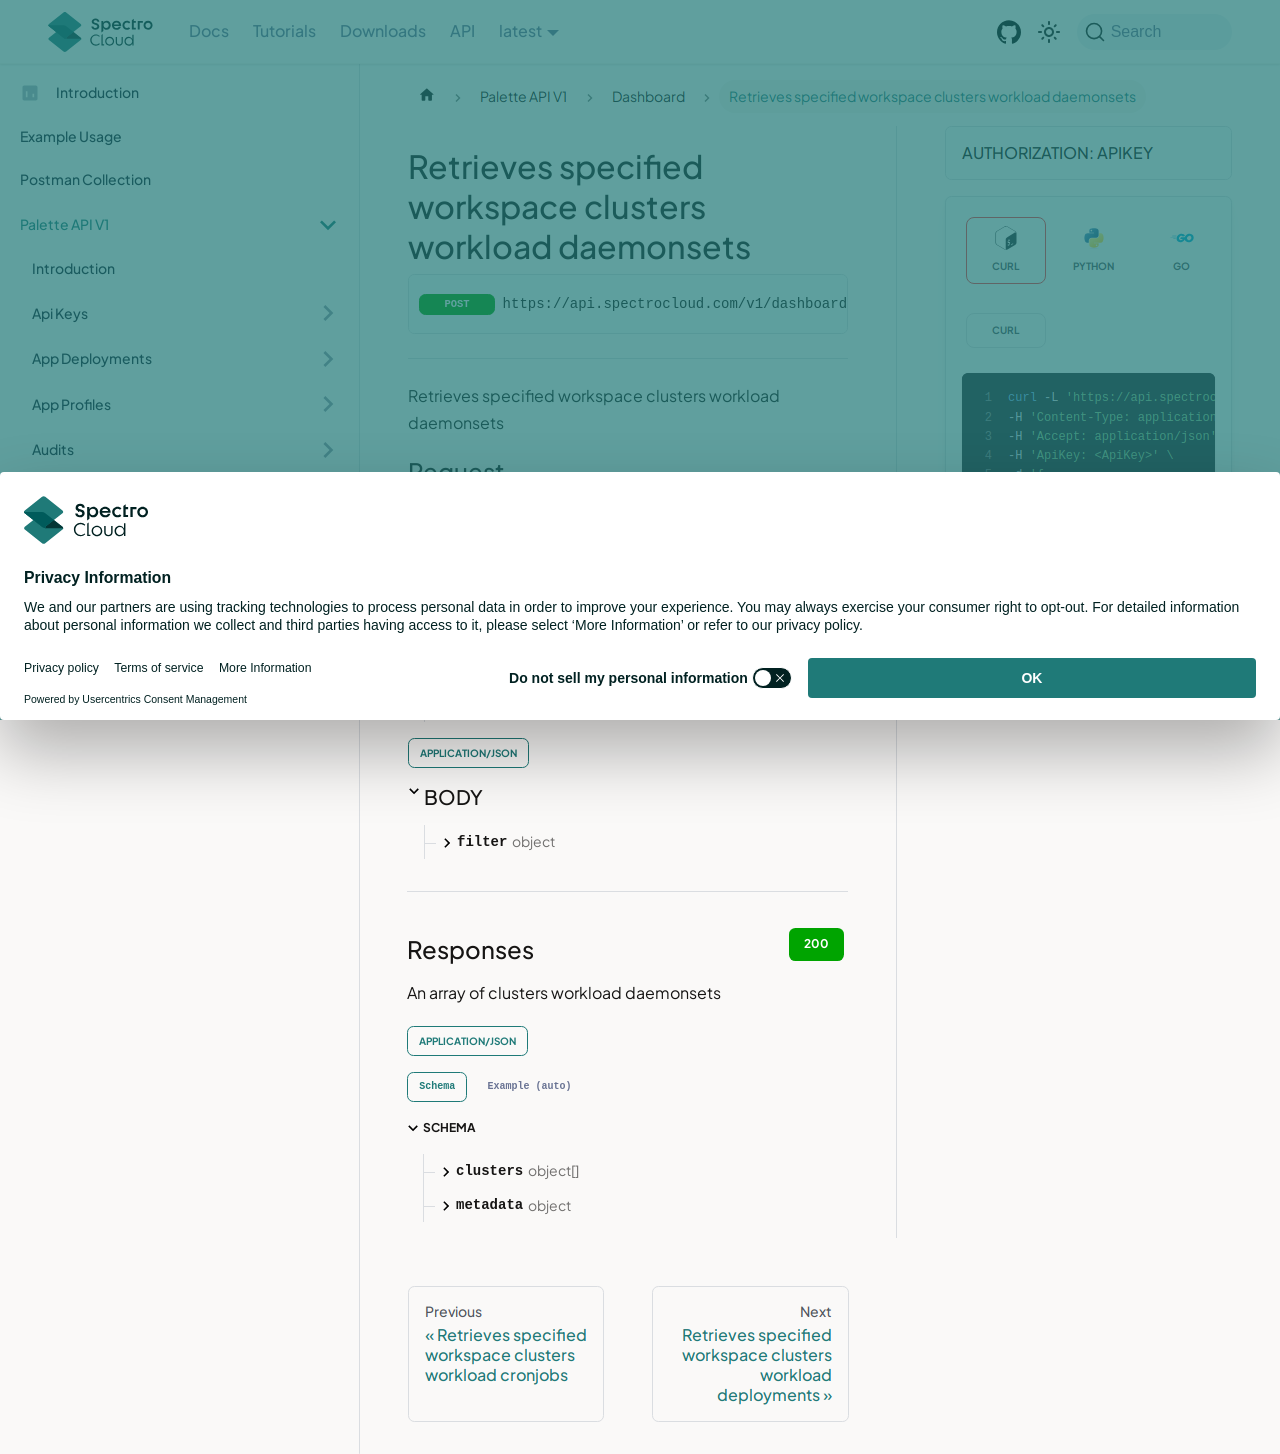 Spectro Cloud
Docs
Tutorials
Downloads
API
latest
Search
Introduction
Example Usage
Postman Collection
Palette API V1
Introduction
Api Keys
App Deployments
App Profiles
Audits
Palette API V1
Dashboard
Retrieves specified workspace clusters workload daemonsets
Retrieves specified
workspace clusters
workload daemonsets
POST
https://api.spectrocloud.com/v1/dashboard
Retrieves specified workspace clusters workload
daemonsets
Request
AUTHORIZATION: APIKEY
CURL
PYTHON
GO
CURL
1 curl -L 'https://api.spectroc
2 -H 'Content-Type: application
3 -H 'Accept: application/json'
4 -H 'ApiKey: <ApiKey>' \
Spectro
Cloud
Privacy Information
We and our partners are using tracking technologies to process personal data in order to improve your experience. You may always exercise your consumer right to opt-out. For detailed information
about personal information we collect and third parties having access to it, please select ‘More Information’ or refer to our privacy policy.
Privacy policy
Terms of service
More Information
Do not sell my personal information
OK
Powered by Usercentrics Consent Management
APPLICATION/JSON
BODY
filter object
Responses
200
An array of clusters workload daemonsets
APPLICATION/JSON
Schema
Example (auto)
SCHEMA
clusters object[]
metadata object
Previous
« Retrieves specified
workspace clusters
workload cronjobs
Next
Retrieves specified
workspace clusters
workload
deployments »